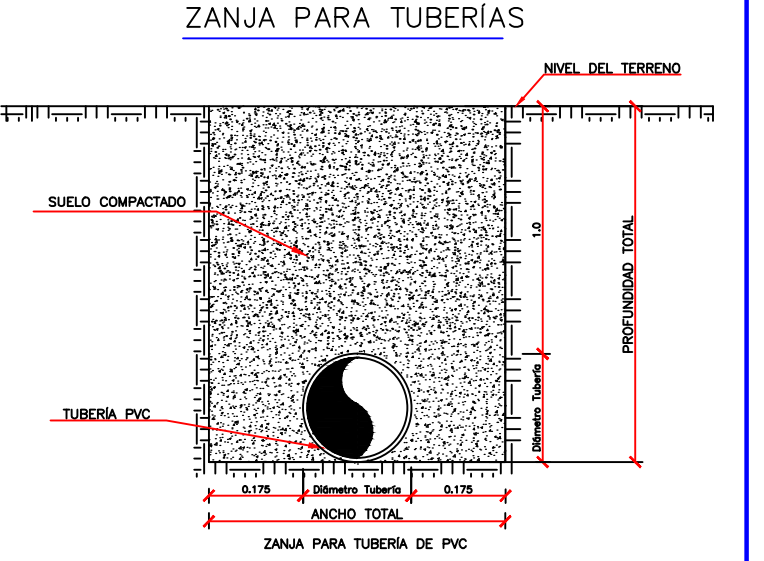 ZANJA PARA TUBERÍAS
NIVEL DEL TERRENO
SUELO COMPACTADO
1.0
PROFUNDIDAD TOTAL
Diámetro Tubería
TUBERÍA PVC
0.175 Diámetro Tubería 0.175
ANCHO TOTAL
ZANJA PARA TUBERÍA DE PVC